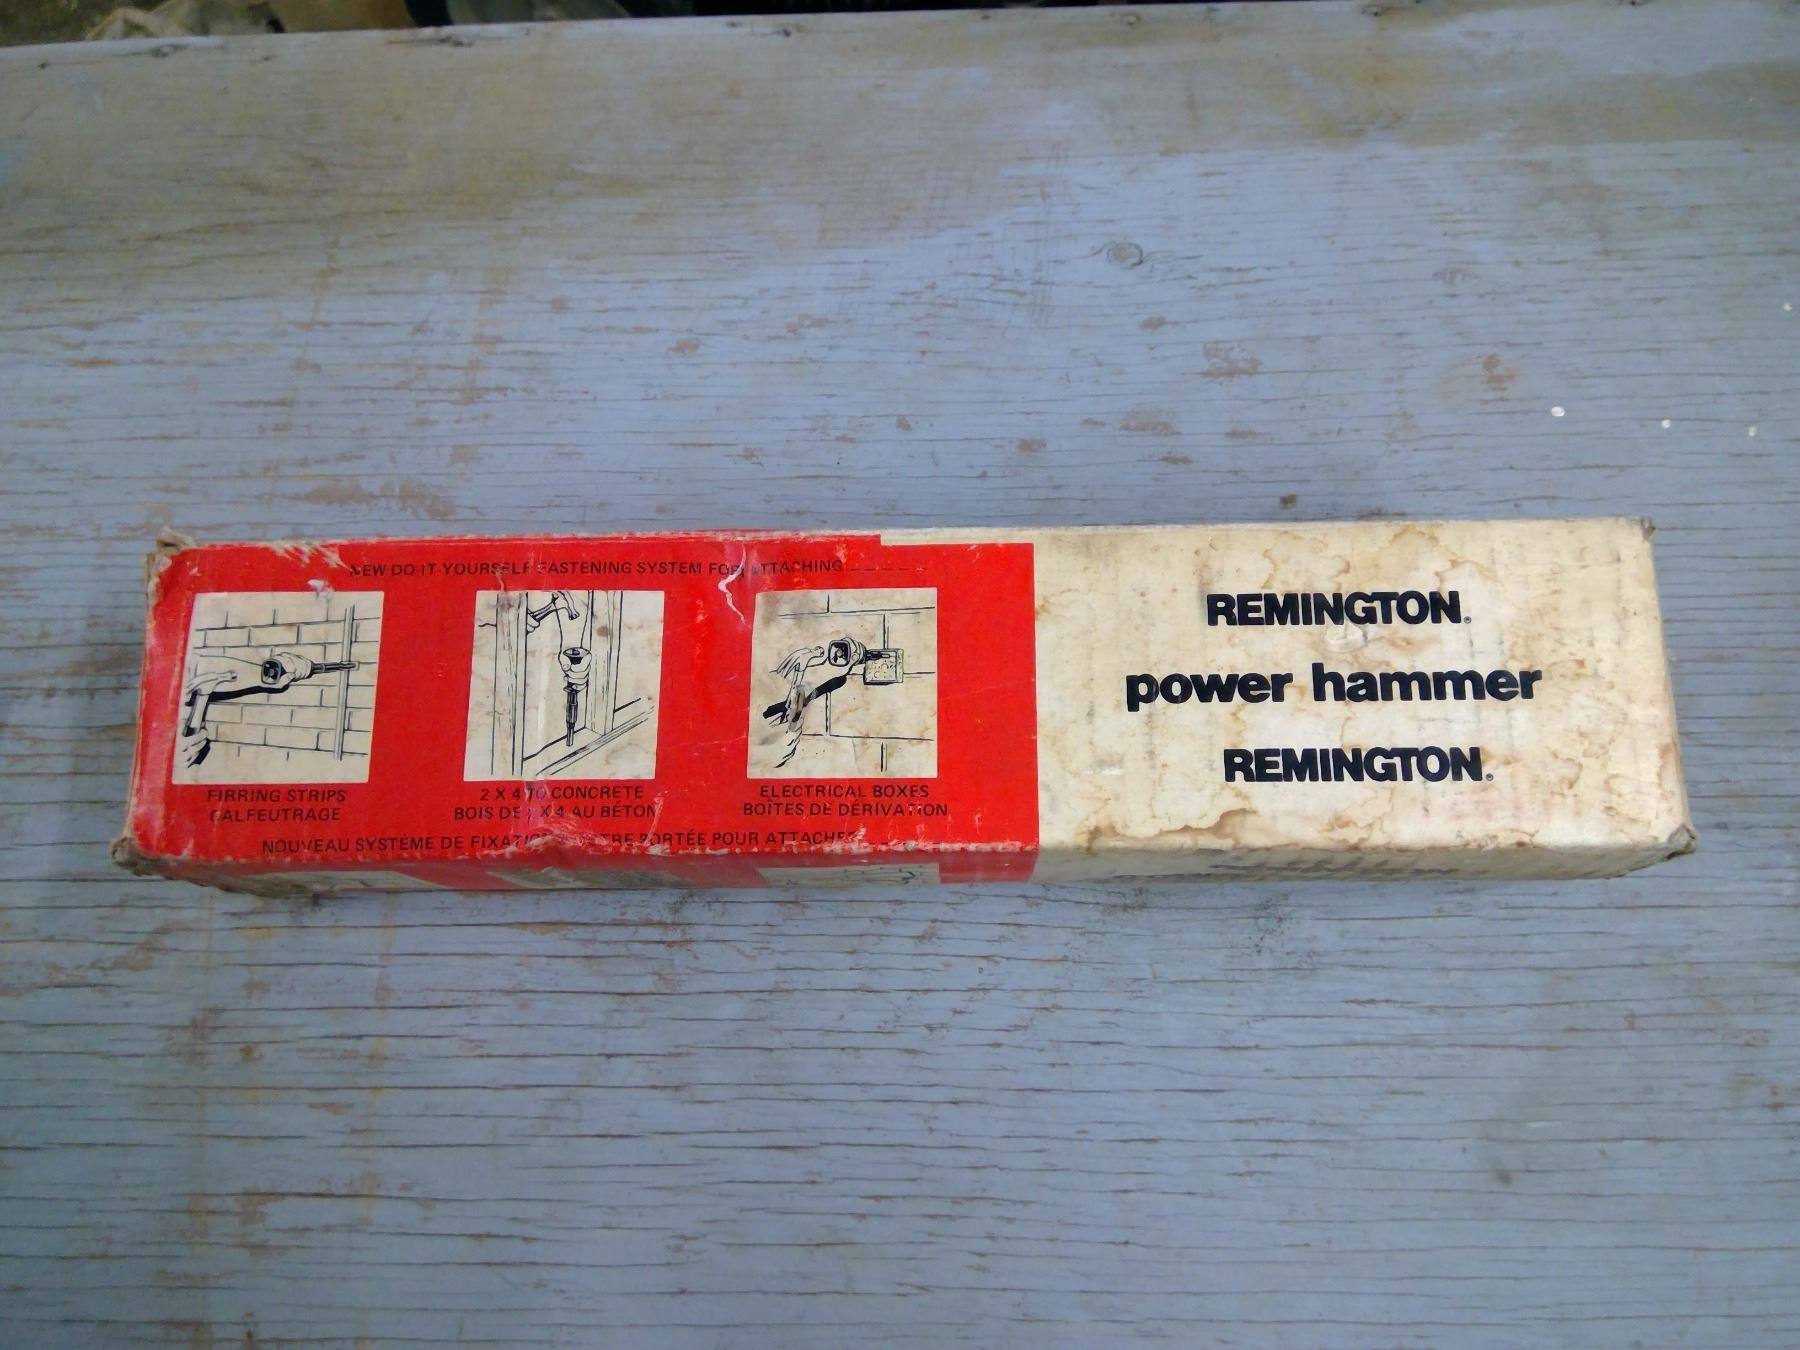 NEW DO-IT-YOURSELF FASTENING SYSTEM FOR ATTACHING _ _ _ _ _
FIRRING STRIPS
CALFEUTRAGE
2 X 4 TO CONCRETE
BOIS DE 2 X 4 AU BÉTON
ELECTRICAL BOXES
BOÎTES DE DÉRIVATION
NOUVEAU SYSTÉME DE FIXATION PORTÉE POUR ATTACHER
REMINGTON®
power hammer
REMINGTON®